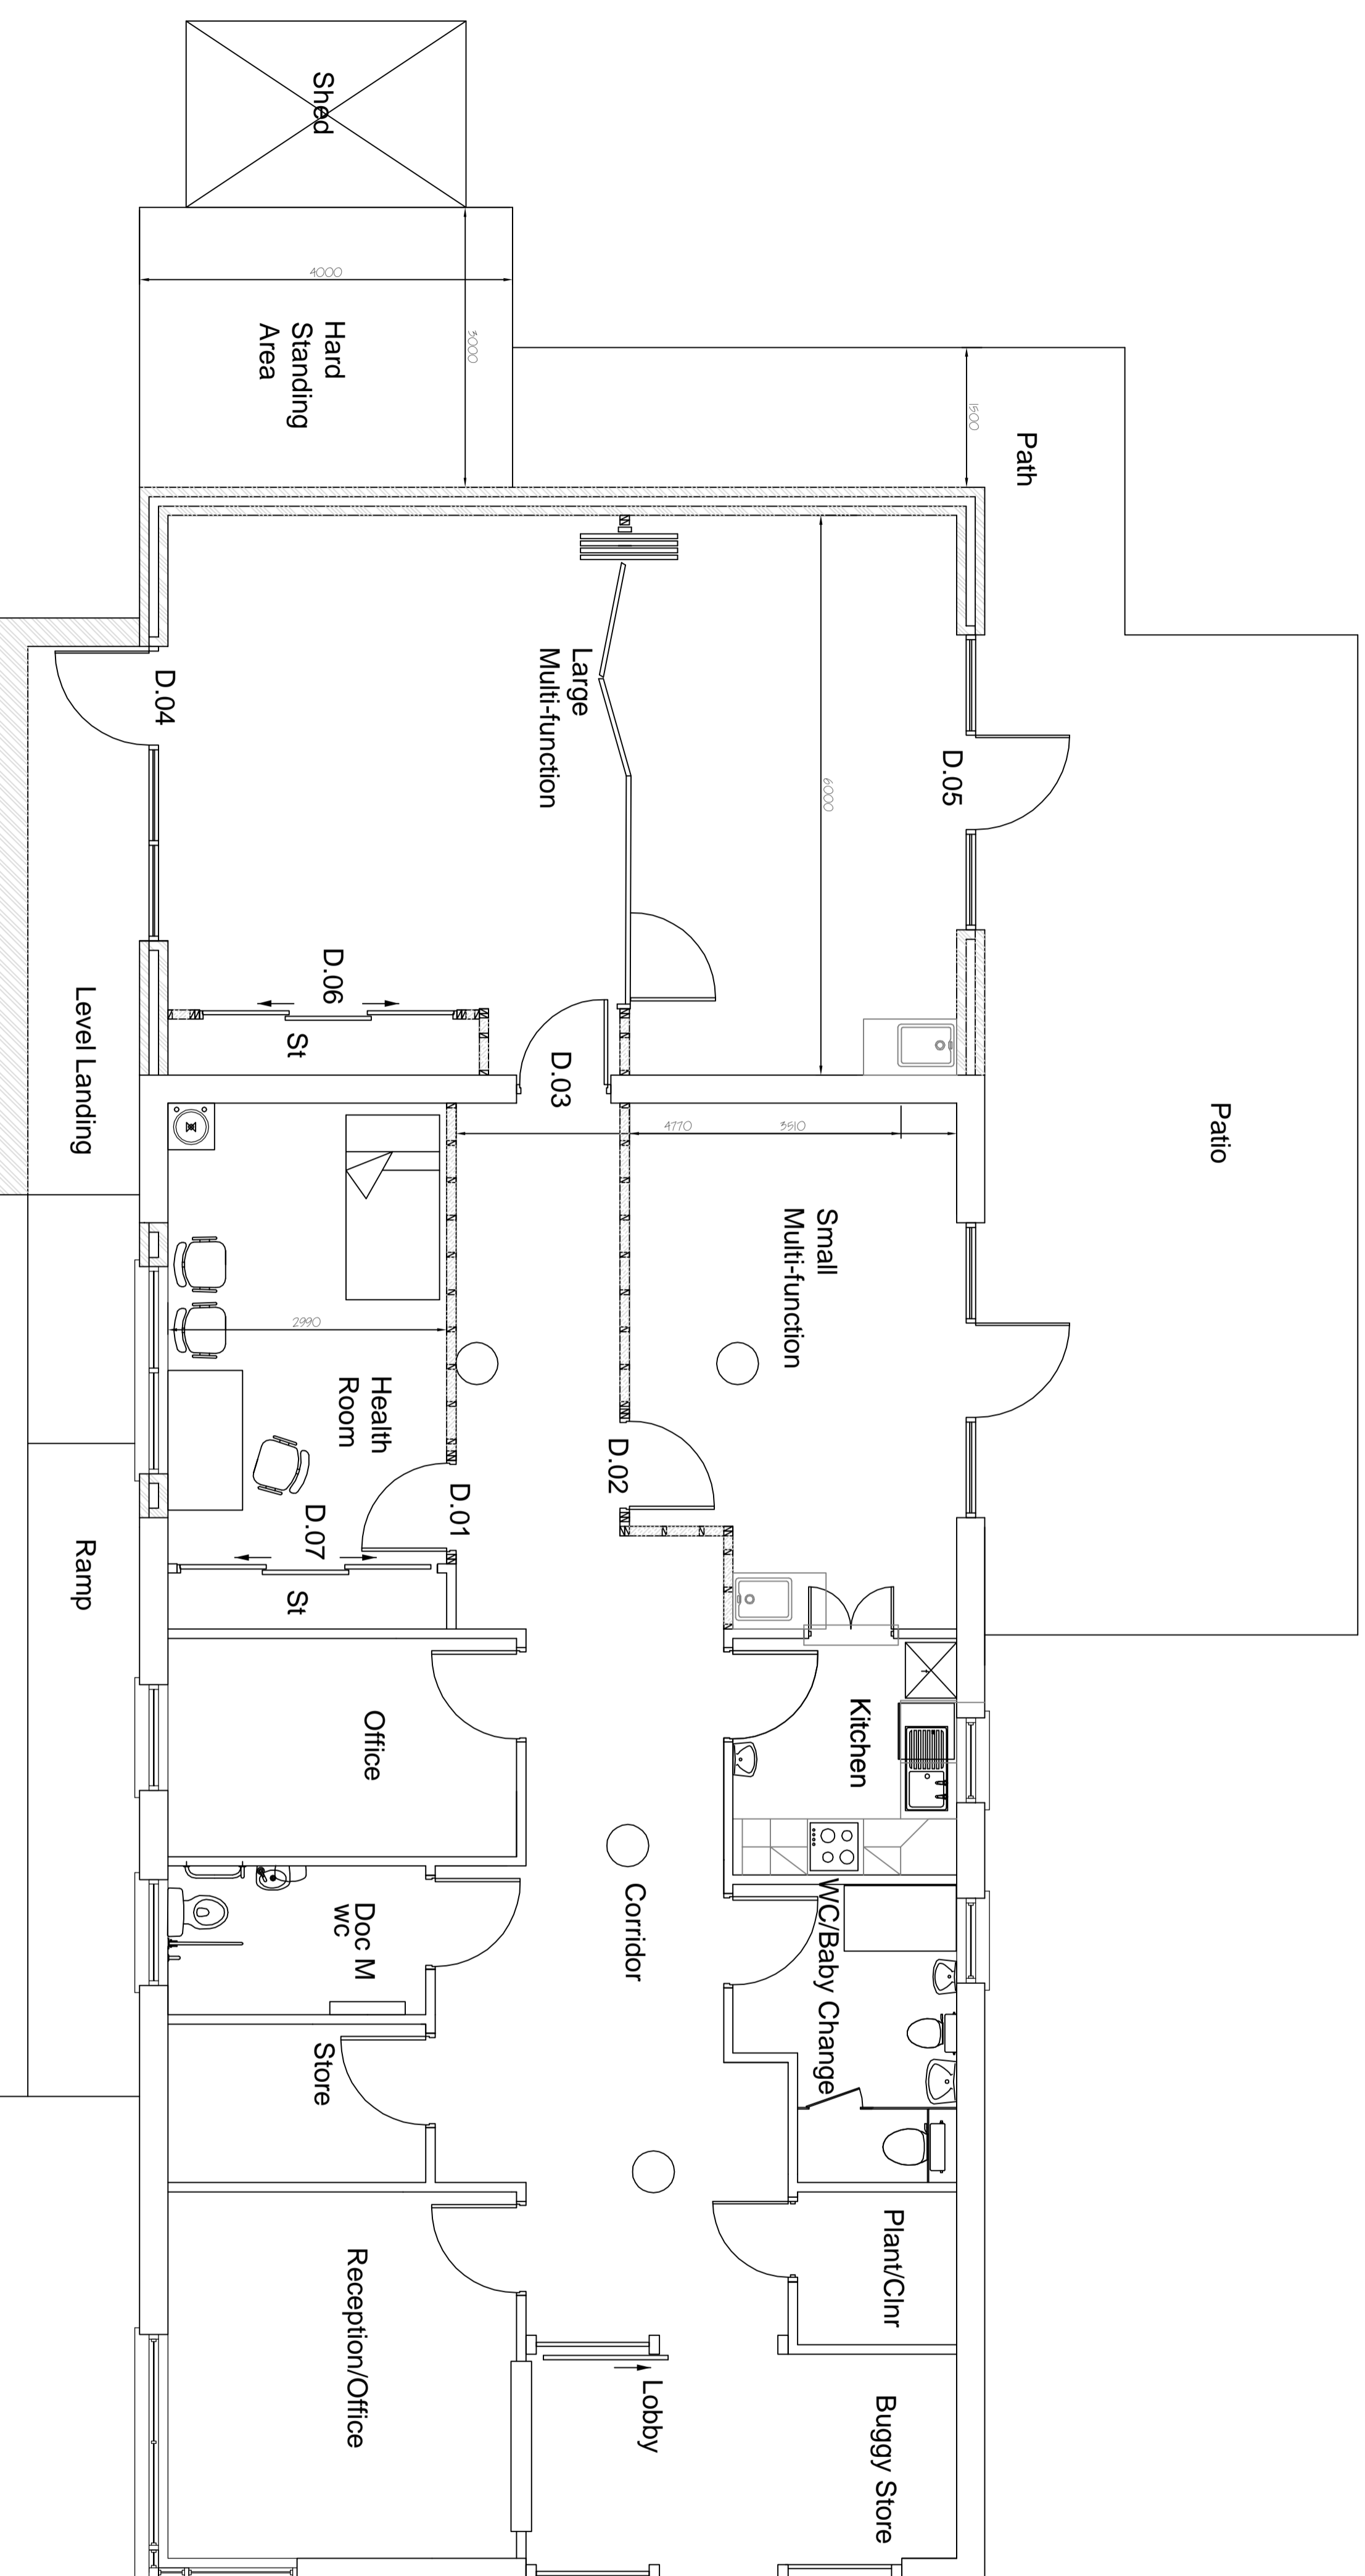 Shed
4000
3000
Hard
Standing
Area
1500
Path
D.04
Large
Multi-function
D.05
6000
D.06
St
D.03
Level Landing
4770
3510
Patio
Small
Multi-function
2990
Health
Room
D.02
D.01
D.07
St
Ramp
Office
Kitchen
Corridor
Doc M
wc
WC/Baby Change
Store
Plant/Clnr
Reception/Office
Lobby
Buggy Store